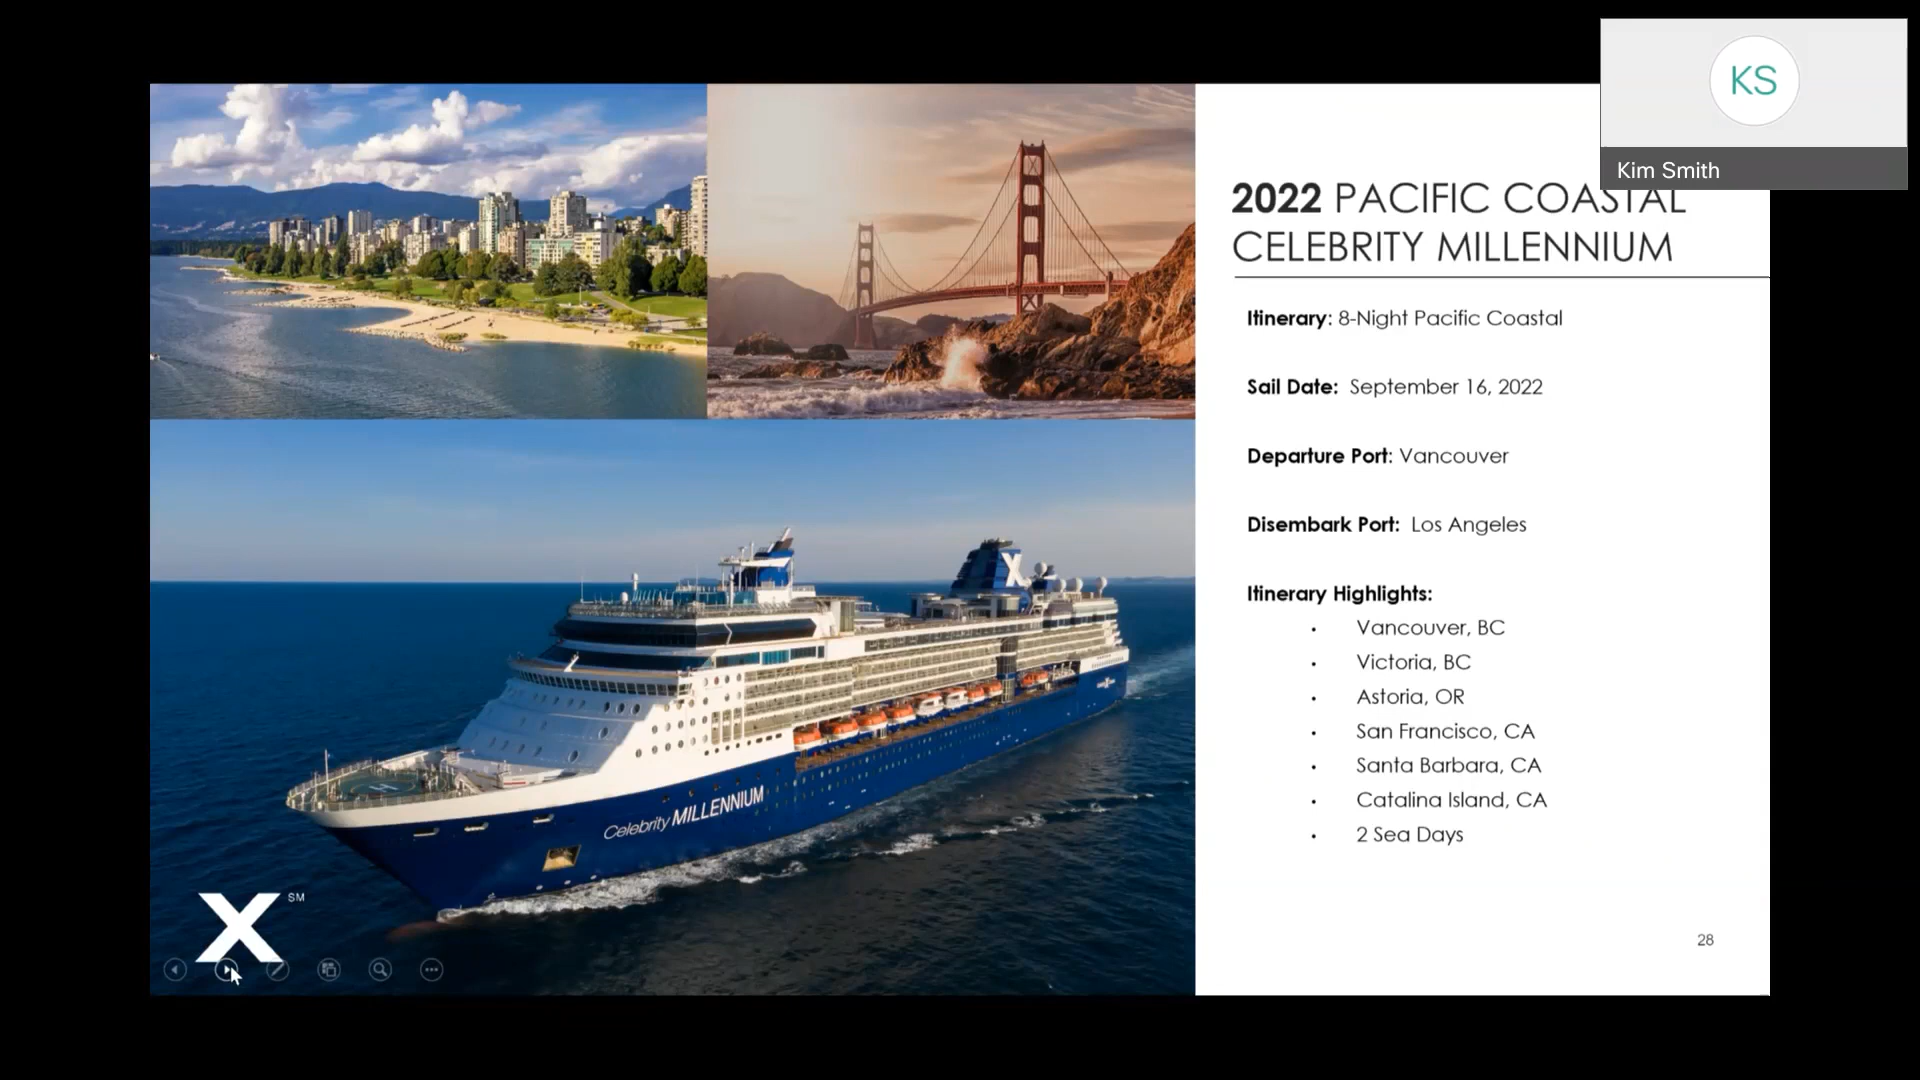 KS
Kim Smith
2022 PACIFIC COASTAL
CELEBRITY MILLENNIUM
Itinerary: 8-Night Pacific Coastal
Sail Date: September 16, 2022
Departure Port: Vancouver
Disembark Port: Los Angeles
Itinerary Highlights:
• Vancouver, BC
• Victoria, BC
• Astoria, OR
• San Francisco, CA
• Santa Barbara, CA
• Catalina Island, CA
• 2 Sea Days
28
X
H
Celebrity MILLENNIUM
X SM